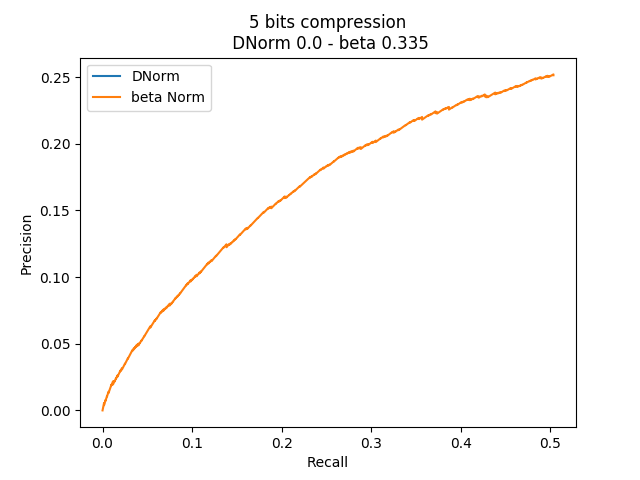 5 bits compression
DNorm 0.0 - beta 0.335
DNorm
beta Norm
0.25
0.20
0.15
0.10
0.05
0.00
Precision
0.0 0.1 0.2 0.3 0.4 0.5
Recall